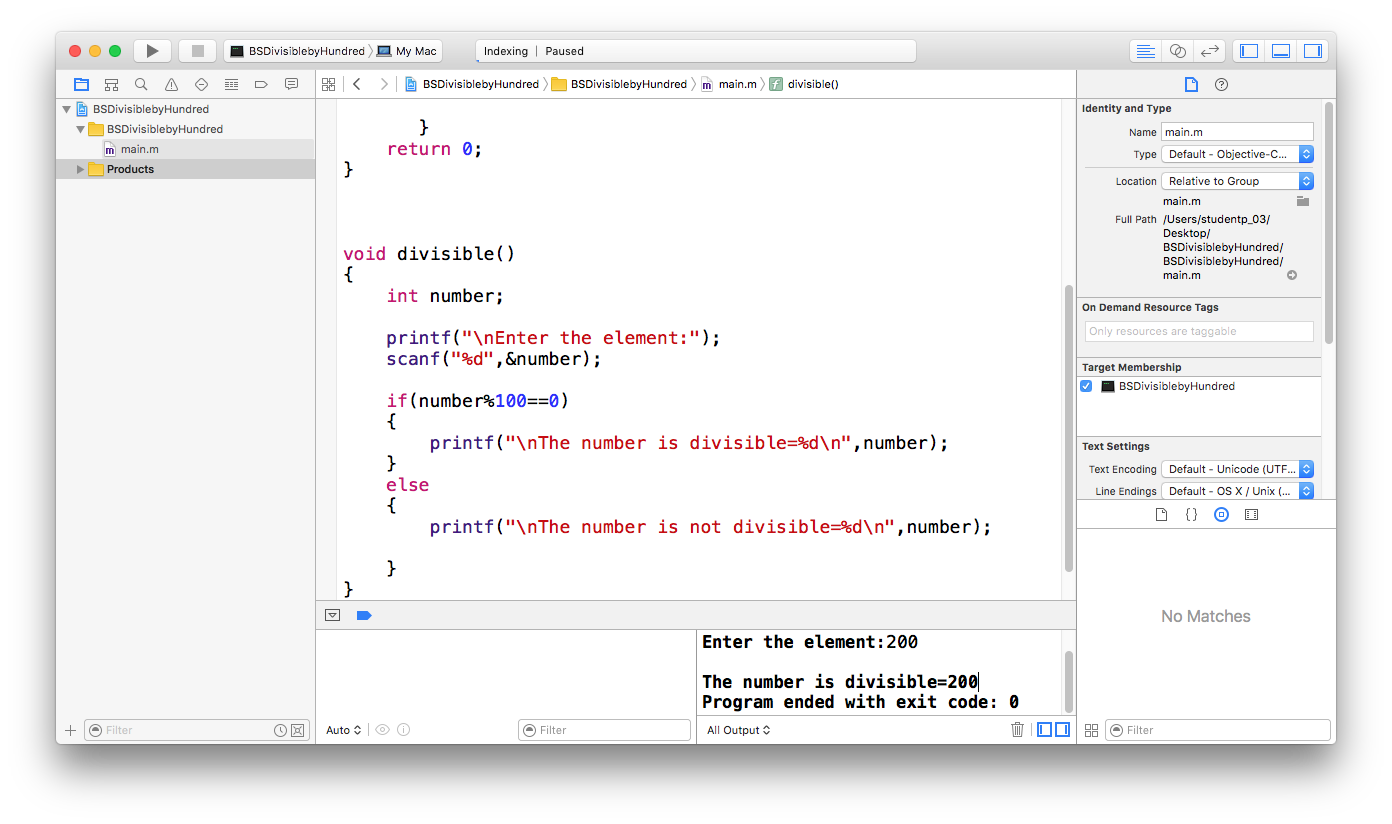 BSDivisiblebyHundred
My Mac
Indexing | Paused
BSDivisiblebyHundred
BSDivisiblebyHundred
main.m
divisible()
BSDivisiblebyHundred
BSDivisiblebyHundred
main.m
Products
Filter
}
return 0;
}
void divisible()
{
int number;
printf("\nEnter the element:");
scanf("%d",&number);
if(number%100==0)
{
printf("\nThe number is divisible=%d\n",number);
}
else
{
printf("\nThe number is not divisible=%d\n",number);
}
}
Auto
Filter
Enter the element:200
The number is divisible=200
Program ended with exit code: 0
All Output
Identity and Type
Name main.m
Type Default - Objective-C...
Location Relative to Group
main.m
Full Path /Users/studentp_03/
Desktop/
BSDivisiblebyHundred/
BSDivisiblebyHundred/
main.m
On Demand Resource Tags
Only resources are taggable
Target Membership
BSDivisiblebyHundred
Text Settings
Text Encoding Default - Unicode (UTF...
Line Endings Default - OS X / Unix (...
No Matches
Filter